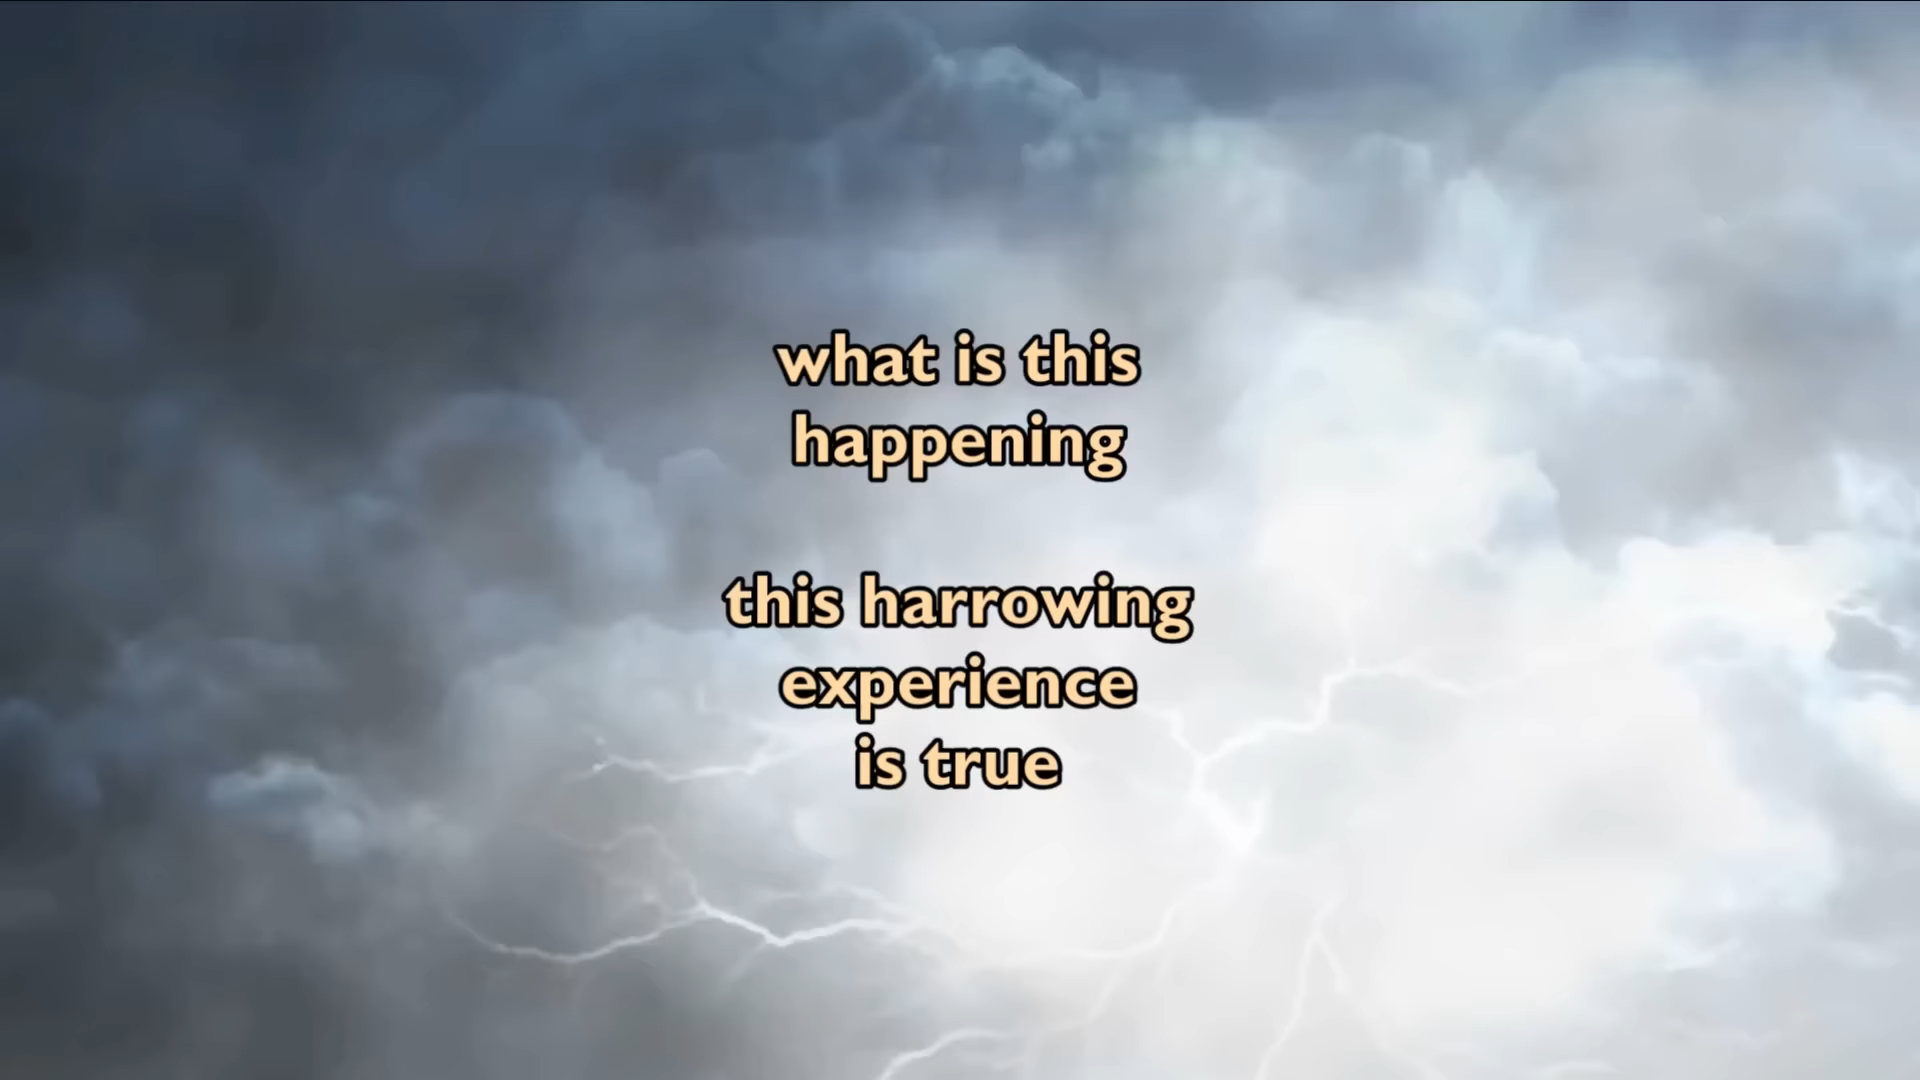 what is this
happening
this harrowing
experience
is true